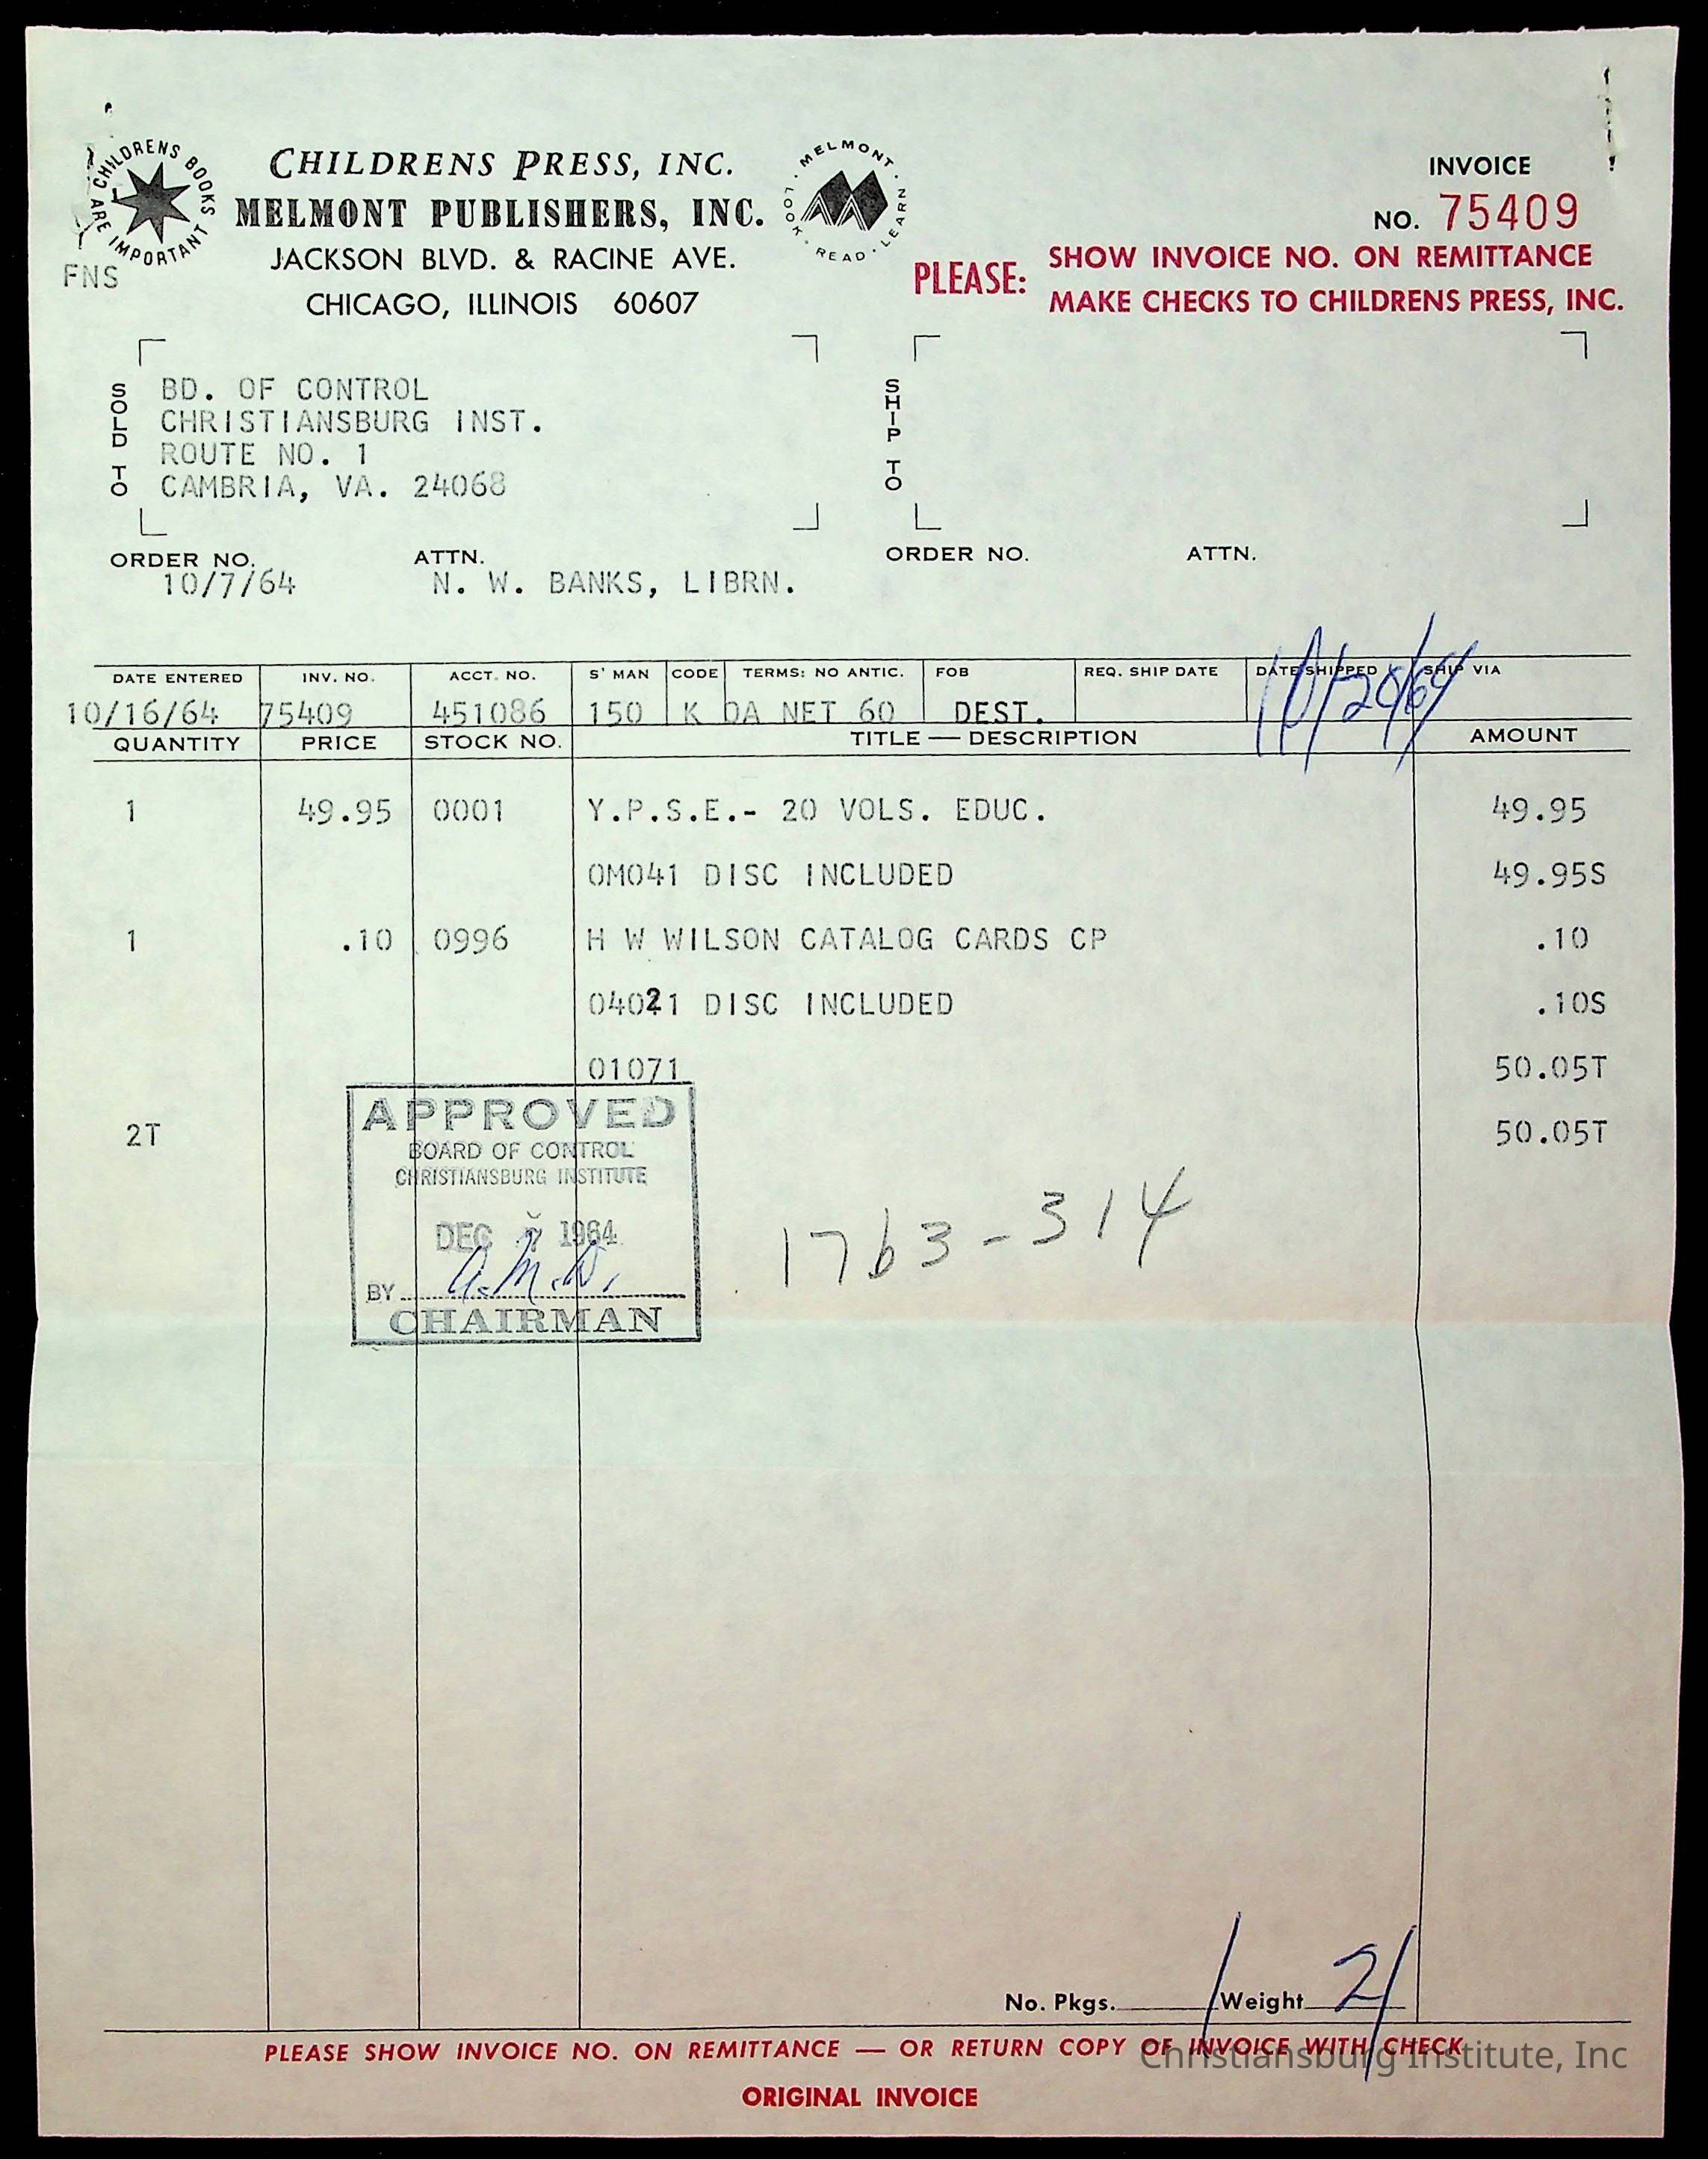 CHILDRENS BOOKS ARE IMPORTANT
CHILDRENS PRESS, INC.
MELMONT PUBLISHERS, INC.
JACKSON BLVD. & RACINE AVE.
CHICAGO, ILLINOIS 60607
MELMONT · LOOK · READ · LEARN
FNS
INVOICE
NO. 75409
PLEASE: SHOW INVOICE NO. ON REMITTANCE
MAKE CHECKS TO CHILDRENS PRESS, INC.
SOLD TO
BD. OF CONTROL
CHRISTIANSBURG INST.
ROUTE NO. 1
CAMBRIA, VA. 24068
SHIP TO
ORDER NO. ATTN. ORDER NO. ATTN.
10/7/64 N. W. BANKS, LIBRN.
DATE ENTERED INV. NO. ACCT. NO. S' MAN CODE TERMS: NO ANTIC. FOB REQ. SHIP DATE DATE SHIPPED SHIP VIA
10/16/64 75409 451086 150 K DA NET 60 DEST. 10/20/64
QUANTITY PRICE STOCK NO. TITLE — DESCRIPTION AMOUNT
1 49.95 0001 Y.P.S.E.- 20 VOLS. EDUC. 49.95
0M041 DISC INCLUDED 49.95S
1 .10 0996 H W WILSON CATALOG CARDS CP .10
04021 DISC INCLUDED .10S
01071 50.05T
2T 50.05T
APPROVED
BOARD OF CONTROL
CHRISTIANSBURG INSTITUTE
DEC 7 1964
BY
CHAIRMAN
1763-314
No. Pkgs. 1 Weight 21
PLEASE SHOW INVOICE NO. ON REMITTANCE — OR RETURN COPY OF INVOICE WITH CHECK
Christiansburg Institute, Inc
ORIGINAL INVOICE